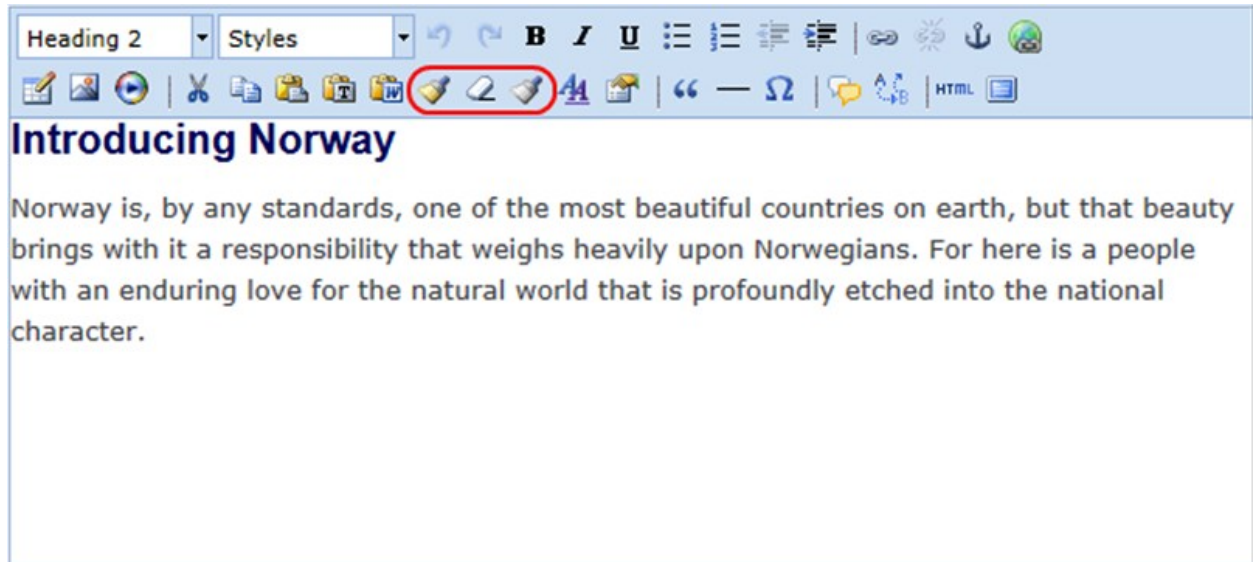 Heading 2 Styles B I U
T W A A “ — Ω A B HTML
Introducing Norway
Norway is, by any standards, one of the most beautiful countries on earth, but that beauty
brings with it a responsibility that weighs heavily upon Norwegians. For here is a people
with an enduring love for the natural world that is profoundly etched into the national
character.